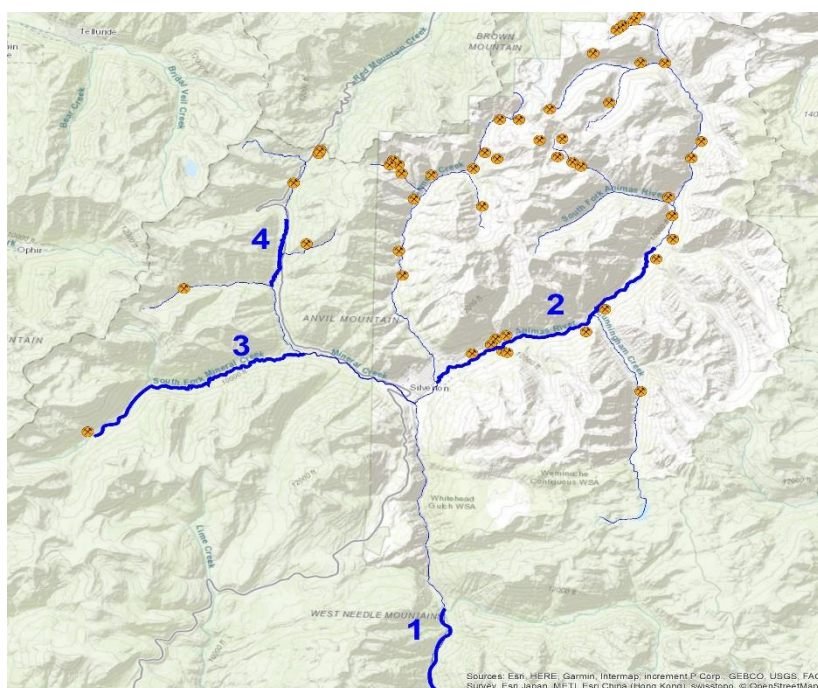 Telluride
BROWN
MOUNTAIN
Red Mountain Creek
Bridal Veil Creek
Bear Creek
South Fork Animas River
Creek
4
Ophir
2
ANVIL MOUNTAIN
Animas River
3
Mineral Creek
Cunningham Creek
South Fork Mineral Creek
Silverton
Weminuche
Contiguous WSA
Whitehead
Gulch WSA
Lime Creek
WEST NEEDLE MOUNTAINS
1
Sources: Esri, HERE, Garmin, Intermap, increment P Corp., GEBCO, USGS, FAO
Survey, Esri Japan, METI, Esri China (Hong Kong), swisstopo, © OpenStreetMap